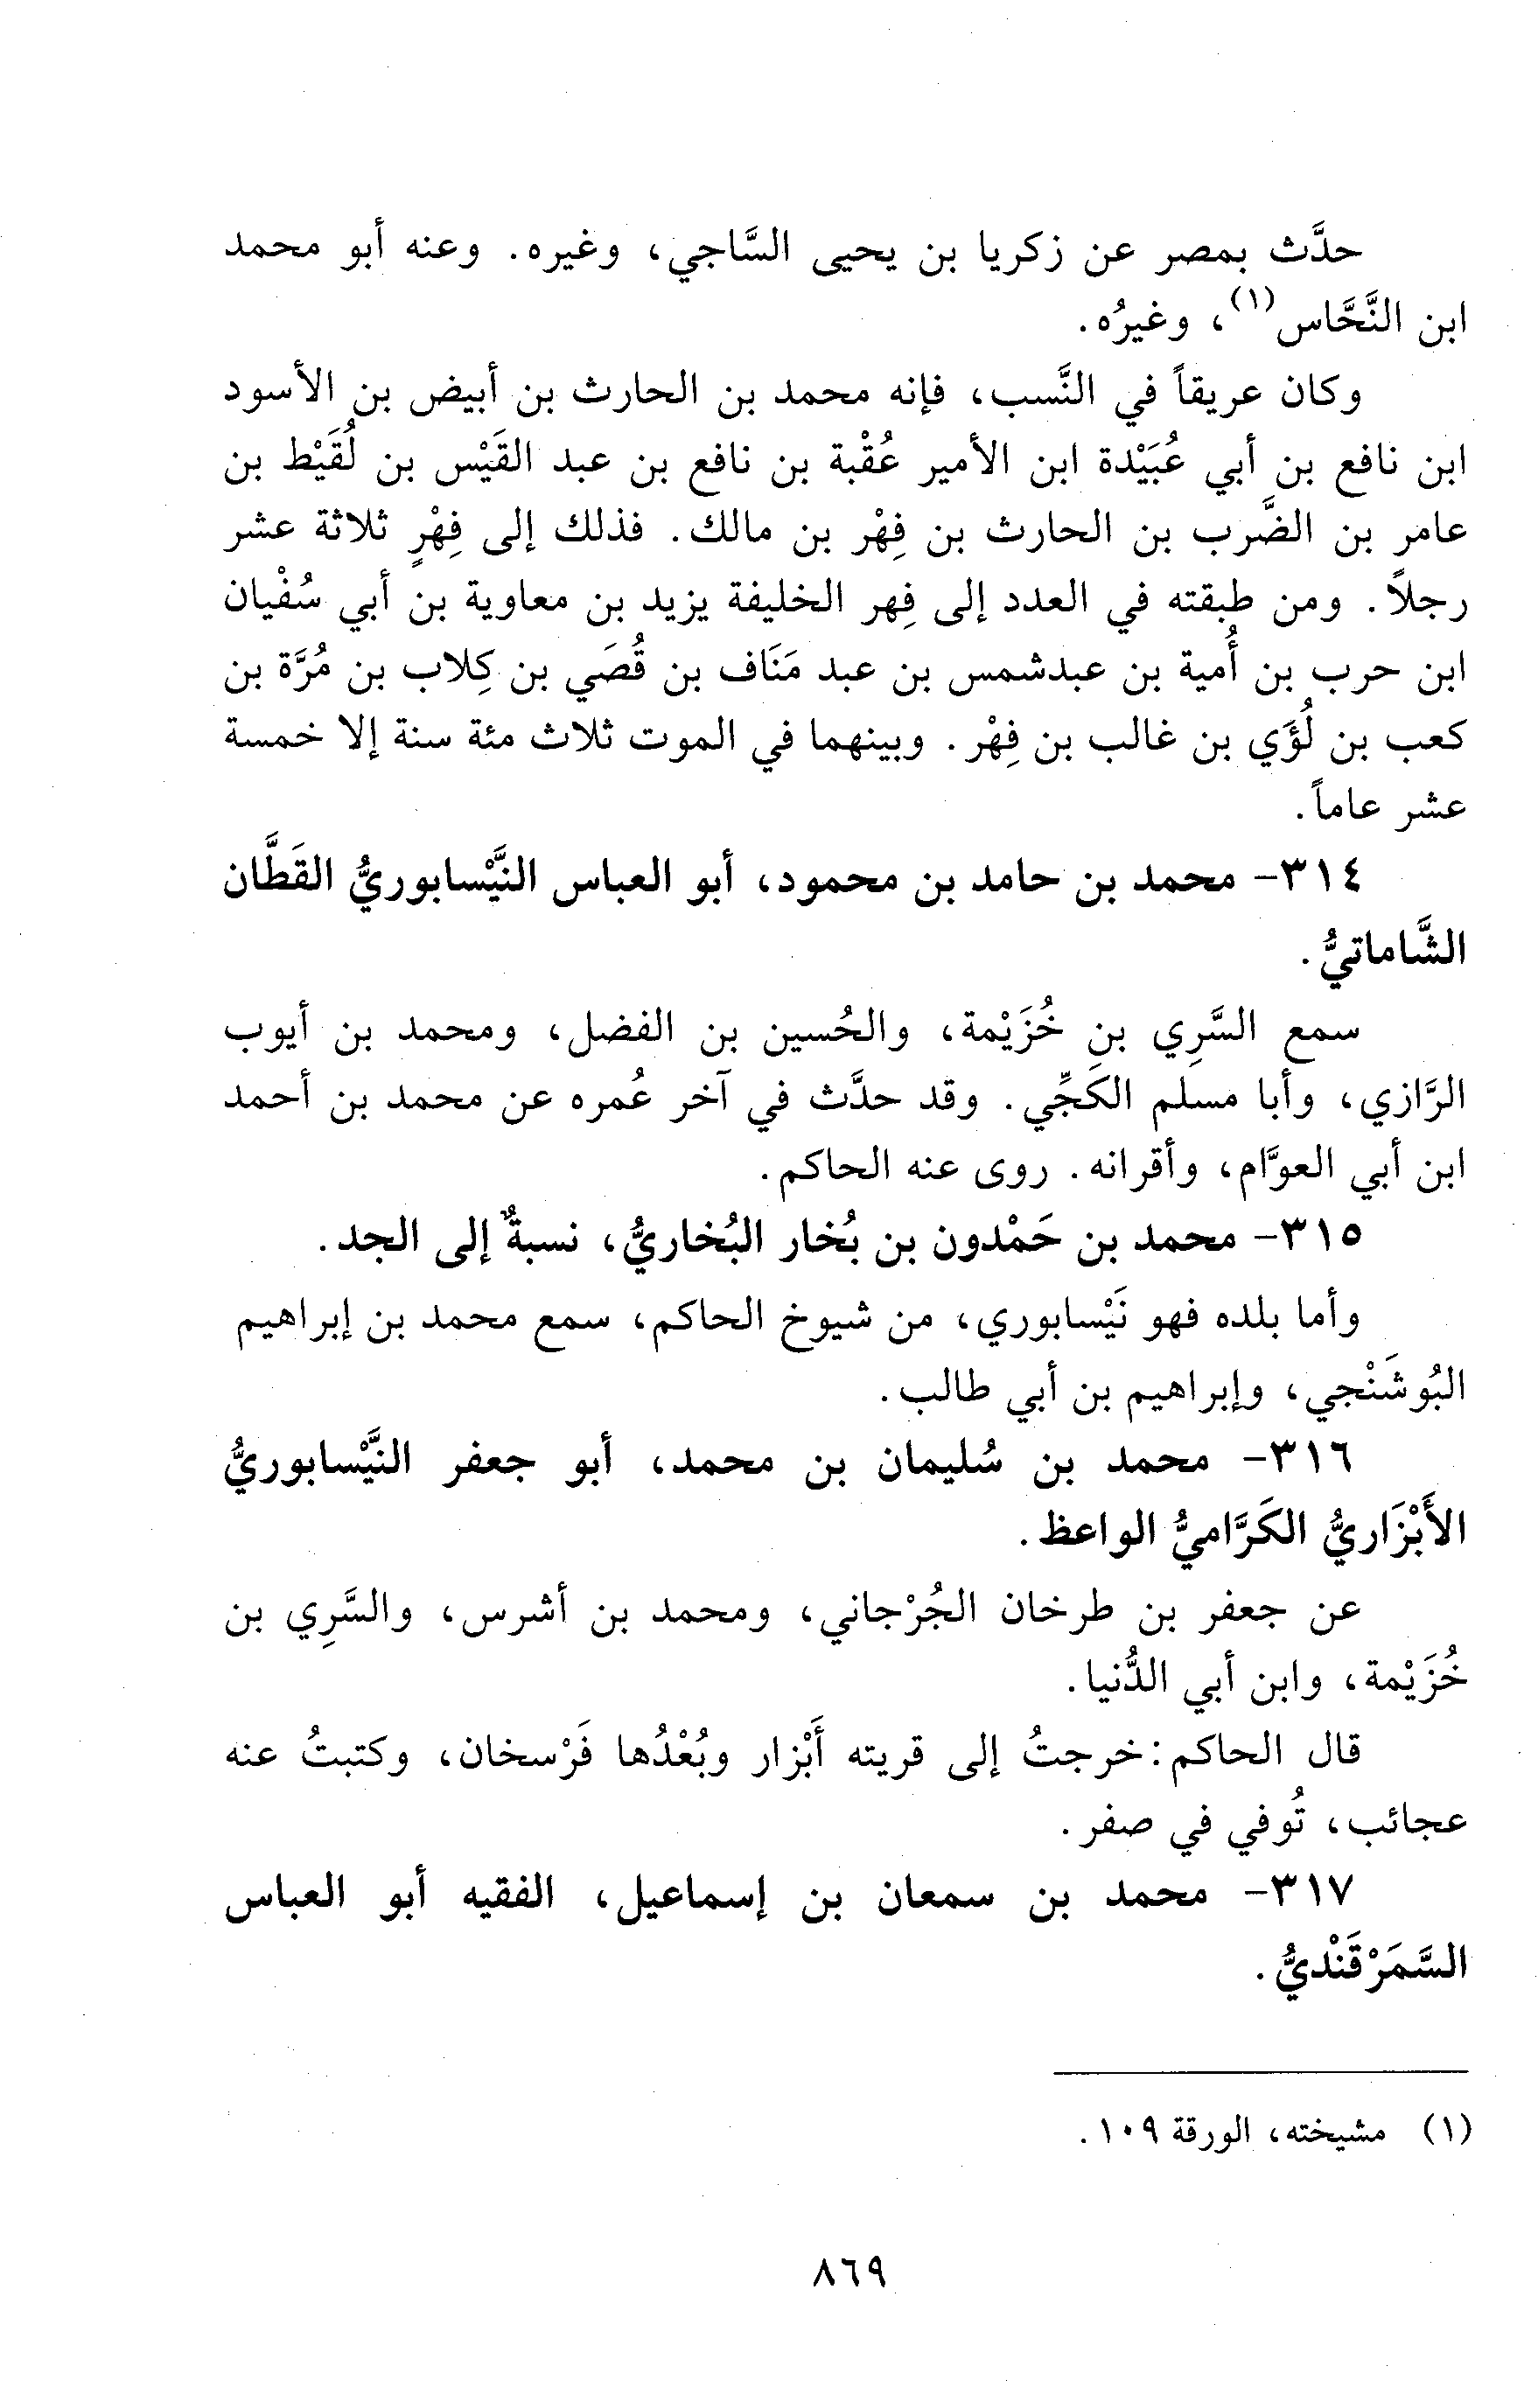 حدَّث بمصر عن زكريا بن يحيى السَّاجي، وغيره. وعنه أبو محمد
ابن النَّحَّاس(١)، وغيرُه.
وكان عريقاً في النَّسب، فإنه محمد بن الحارث بن أبيض بن الأسود
ابن نافع بن أبي عُبَيْدة ابن الأمير عُقْبة بن نافع بن عبد القَيْس بن لُقَيْط بن
عامر بن الضَّرب بن الحارث بن فِهْر بن مالك. فذلك إلى فِهْرٍ ثلاثة عشر
رجلاً. ومن طبقته في العدد إلى فِهر الخليفة يزيد بن معاوية بن أبي سُفْيان
ابن حرب بن أُمية بن عبدشمس بن عبد مَنَاف بن قُصَي بن كِلاب بن مُرَّة بن
كعب بن لُؤَي بن غالب بن فِهْر. وبينهما في الموت ثلاث مئة سنة إلا خمسة
عشر عاماً.
٣١٤- محمد بن حامد بن محمود، أبو العباس النَّيْسابوريُّ القَطَّان
الشَّاماتيُّ.
سمع السَّرِي بنِ خُزَيْمة، والحُسين بن الفضل، ومحمد بن أيوب
الرَّازي، وأبا مسلم الكَجِّي. وقد حدَّث في آخر عُمره عن محمد بن أحمد
ابن أبي العوَّام، وأقرانه. روى عنه الحاكم.
٣١٥- محمد بن حَمْدون بن بُخار البُخاريُّ، نسبةٌ إلى الجد.
وأما بلده فهو نَيْسابوري، من شيوخ الحاكم، سمع محمد بن إبراهيم
البُوشَنْجي، وإبراهيم بن أبي طالب.
٣١٦- محمد بن سُليمان بن محمد، أبو جعفر النَّيْسابوريُّ
الأَبْزَاريُّ الكَرَّاميُّ الواعظ.
عن جعفر بن طرخان الجُرْجاني، ومحمد بن أشرس، والسَّرِي بن
خُزَيْمة، وابن أبي الدُّنيا.
قال الحاكم: خرجتُ إلى قريته أَبْزار وبُعْدُها فَرْسخان، وكتبتُ عنه
عجائب، تُوفي في صفر.
٣١٧- محمد بن سمعان بن إسماعيل، الفقيه أبو العباس
السَّمَرْقَنْديُّ.
(١) مشيخته، الورقة ١٠٩.
٨٦٩